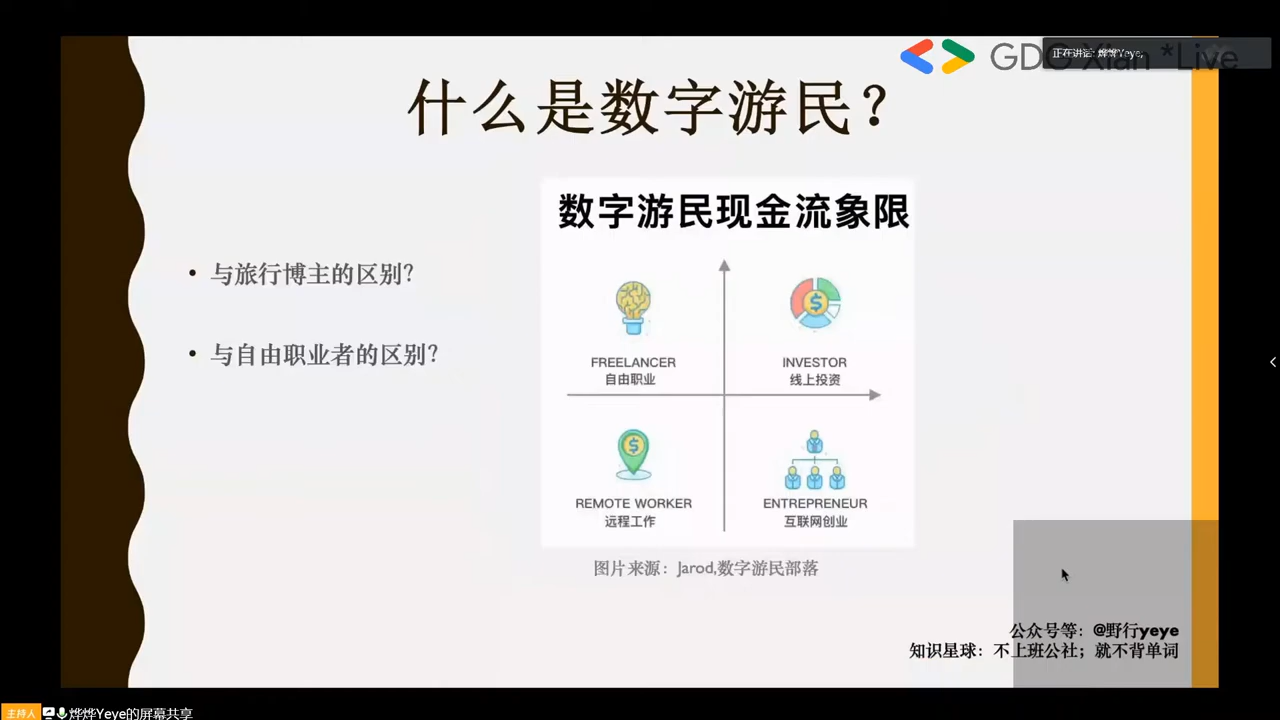 GDG Xian *Live
正在讲话: 烨烨Yeye,
什么是数字游民?
数字游民现金流象限
• 与旅行博主的区别?
• 与自由职业者的区别?
FREELANCER
自由职业
INVESTOR
线上投资
REMOTE WORKER
远程工作
ENTREPRENEUR
互联网创业
图片来源：Jarod,数字游民部落
公众号等：@野行yeye
知识星球：不上班公社；就不背单词
主持人 烨烨Yeye的屏幕共享